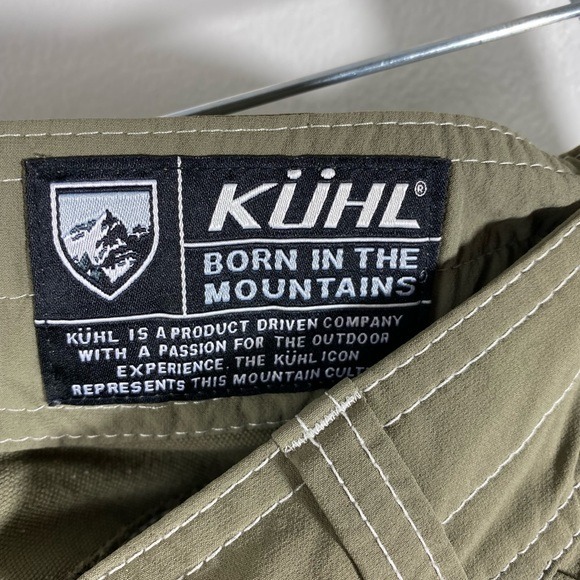 KÜHL®
BORN IN THE
MOUNTAINS®
KÜHL IS A PRODUCT DRIVEN COMPANY
WITH A PASSION FOR THE OUTDOOR
EXPERIENCE. THE KÜHL ICON
REPRESENTS THIS MOUNTAIN